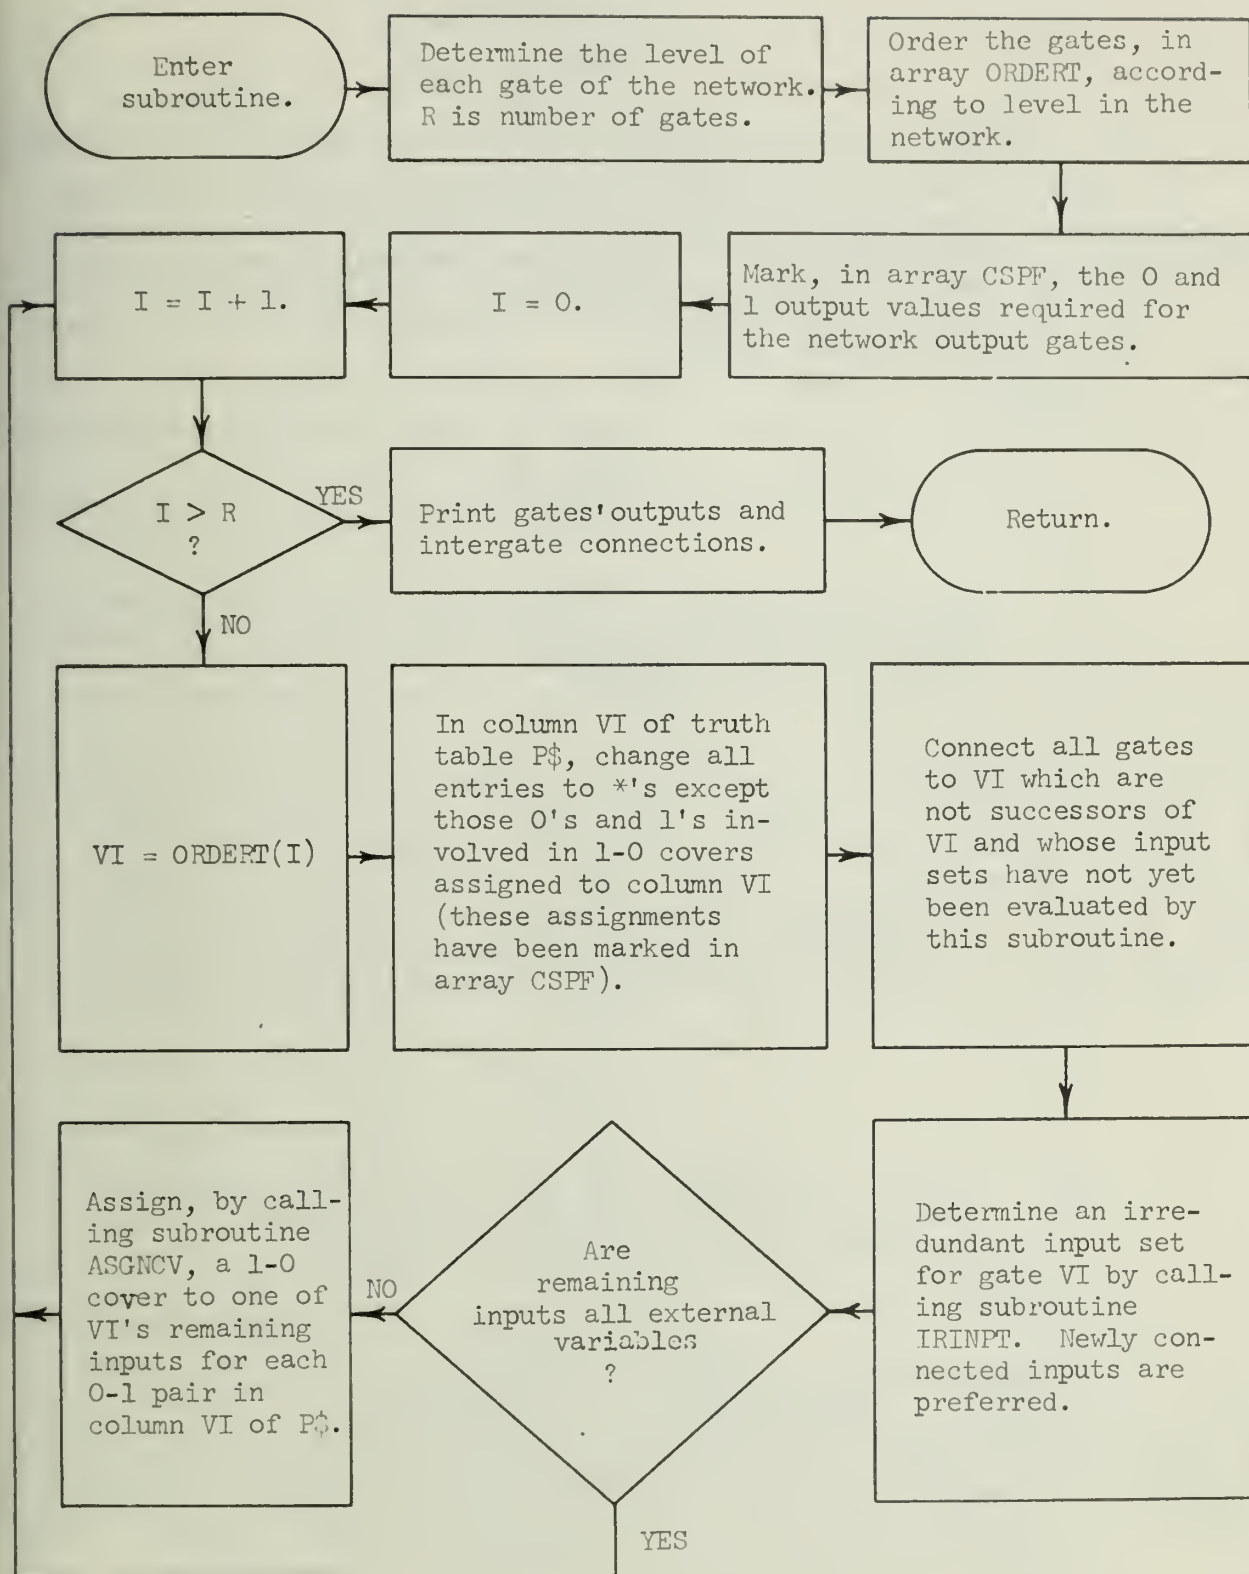 Enter
subroutine.
Determine the level of
each gate of the network.
R is number of gates.
Order the gates, in
array ORDERT, accord-
ing to level in the
network.
Mark, in array CSPF, the 0 and
1 output values required for
the network output gates.
I = 0.
I = I + 1.
I > R
?
YES
Print gates' outputs and
intergate connections.
Return.
NO
VI = ORDERT(I)
In column VI of truth
table P$, change all
entries to *'s except
those 0's and 1's in-
volved in 1-0 covers
assigned to column VI
(these assignments
have been marked in
array CSPF).
Connect all gates
to VI which are
not successors of
VI and whose input
sets have not yet
been evaluated by
this subroutine.
Determine an irre-
dundant input set
for gate VI by call-
ing subroutine
IRINPT. Newly con-
nected inputs are
preferred.
Are
remaining
inputs all external
variables
?
NO
Assign, by call-
ing subroutine
ASGNCV, a 1-0
cover to one of
VI's remaining
inputs for each
0-1 pair in
column VI of P$.
YES